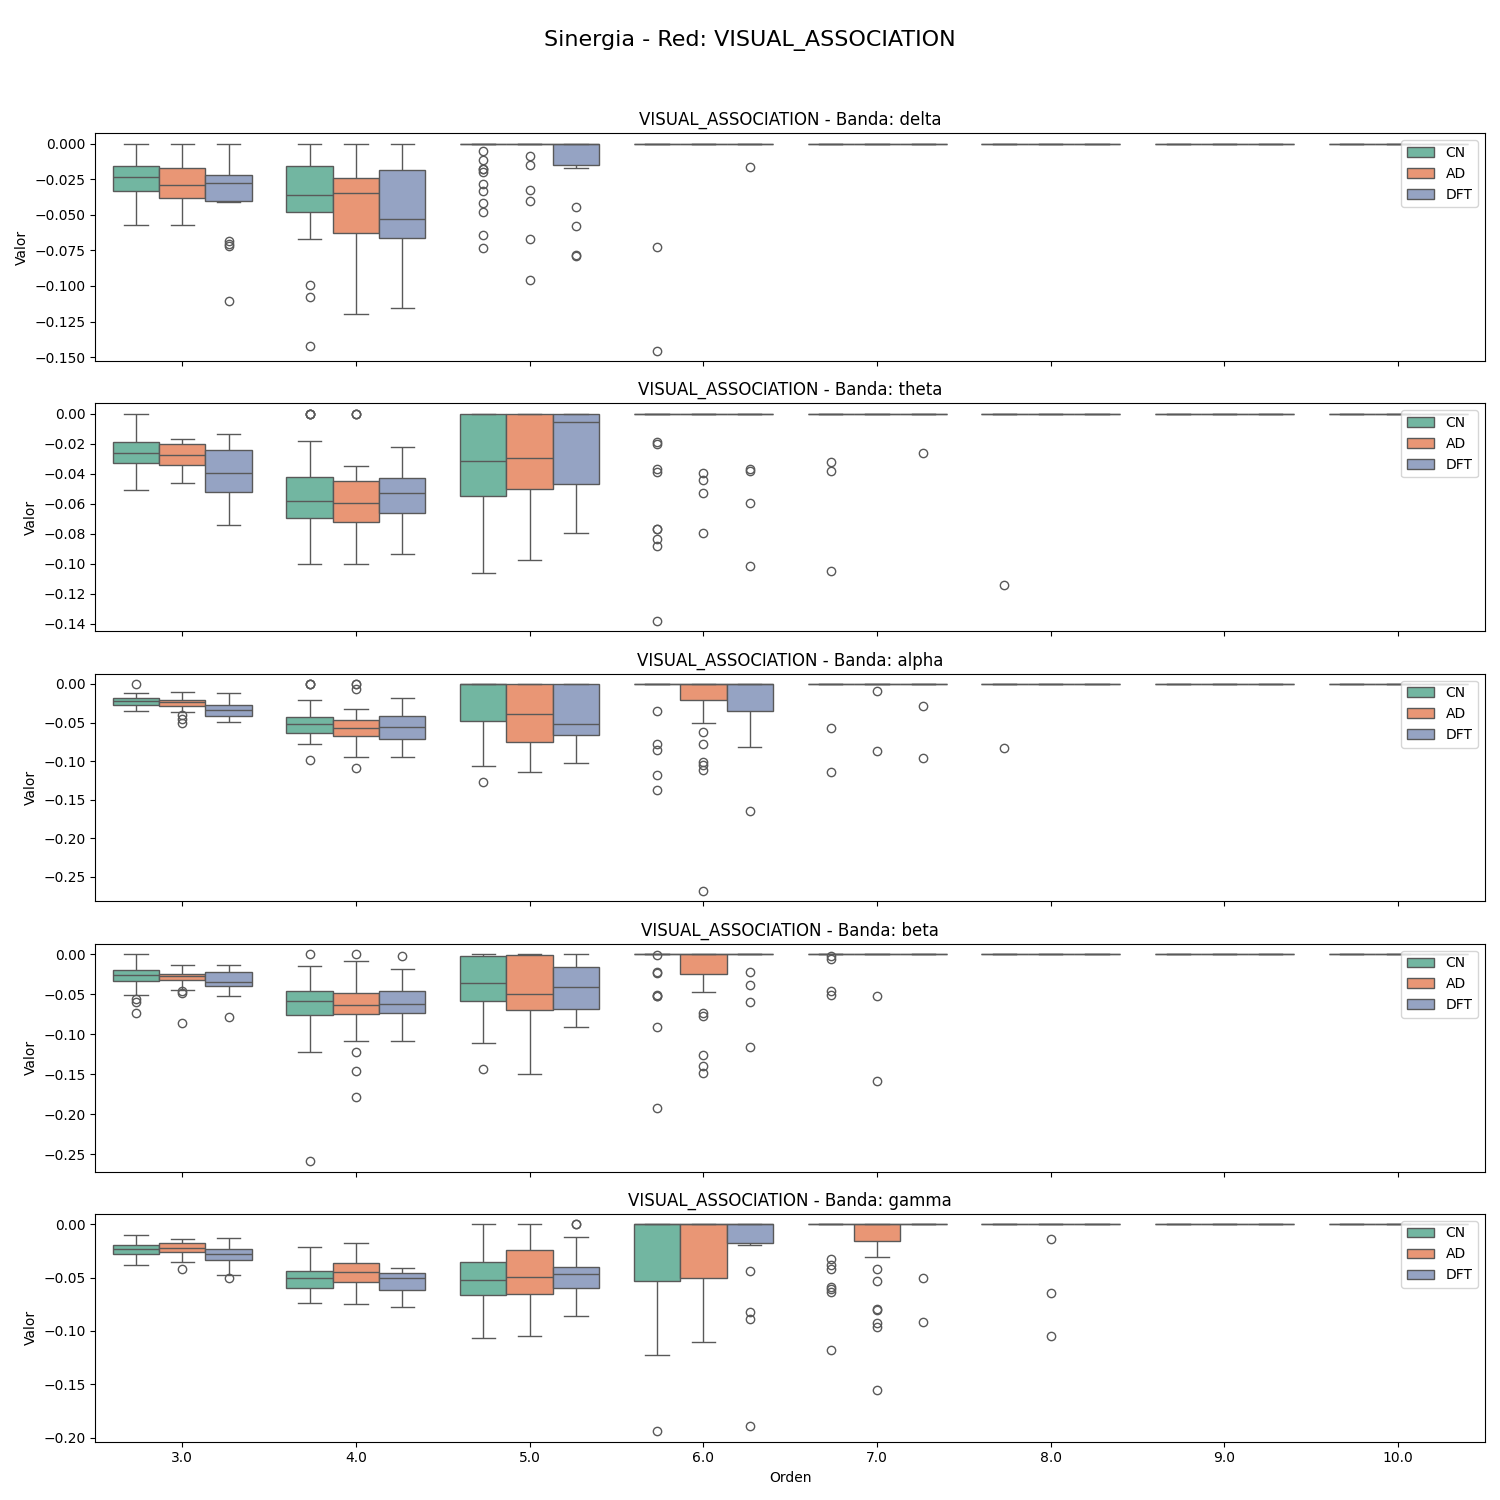 Sinergia - Red: VISUAL_ASSOCIATION
VISUAL_ASSOCIATION - Banda: delta
0.000
−0.025
−0.050
−0.075
−0.100
−0.125
−0.150
Valor
CN
AD
DFT
VISUAL_ASSOCIATION - Banda: theta
0.00
−0.02
−0.04
−0.06
−0.08
−0.10
−0.12
−0.14
Valor
CN
AD
DFT
VISUAL_ASSOCIATION - Banda: alpha
0.00
−0.05
−0.10
−0.15
−0.20
−0.25
Valor
CN
AD
DFT
VISUAL_ASSOCIATION - Banda: beta
0.00
−0.05
−0.10
−0.15
−0.20
−0.25
Valor
CN
AD
DFT
VISUAL_ASSOCIATION - Banda: gamma
0.00
−0.05
−0.10
−0.15
−0.20
Valor
CN
AD
DFT
3.0 4.0 5.0 6.0 7.0 8.0 9.0 10.0
Orden